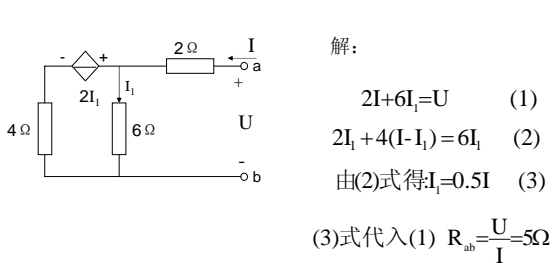 2Ω
I
a
- +
2I₁
I₁
+
4Ω
6Ω
U
-
b
解:
2I+6I₁=U (1)
2I₁+4(I-I₁)=6I₁ (2)
由(2)式得:I₁=0.5I (3)
(3)式代入(1) R_ab=U/I=5Ω